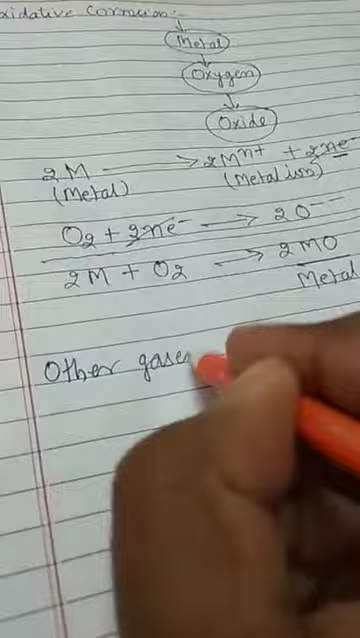 xidative Corrosion:-
Metal
Oxygen
Oxide
2M → 2Mⁿ⁺ + 2ne⁻
(Metal) (Metal ion)
O₂ + 2ne⁻ → 2O⁻⁻
2M + O₂ → 2MO
Metal
Other gases